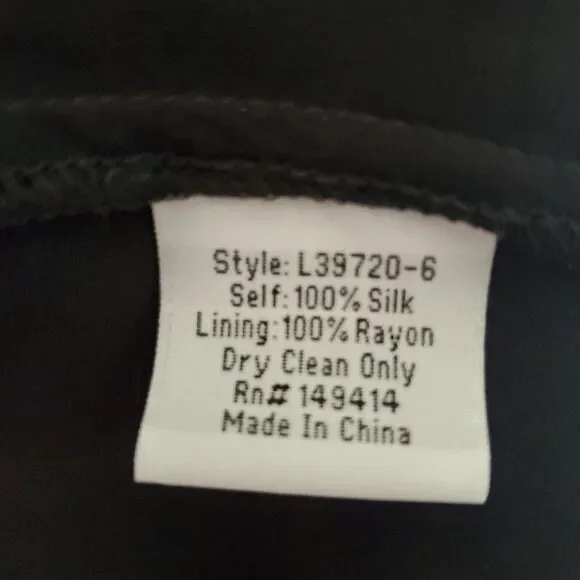 Style: L39720-6
Self: 100% Silk
Lining: 100% Rayon
Dry Clean Only
Rn# 149414
Made In China